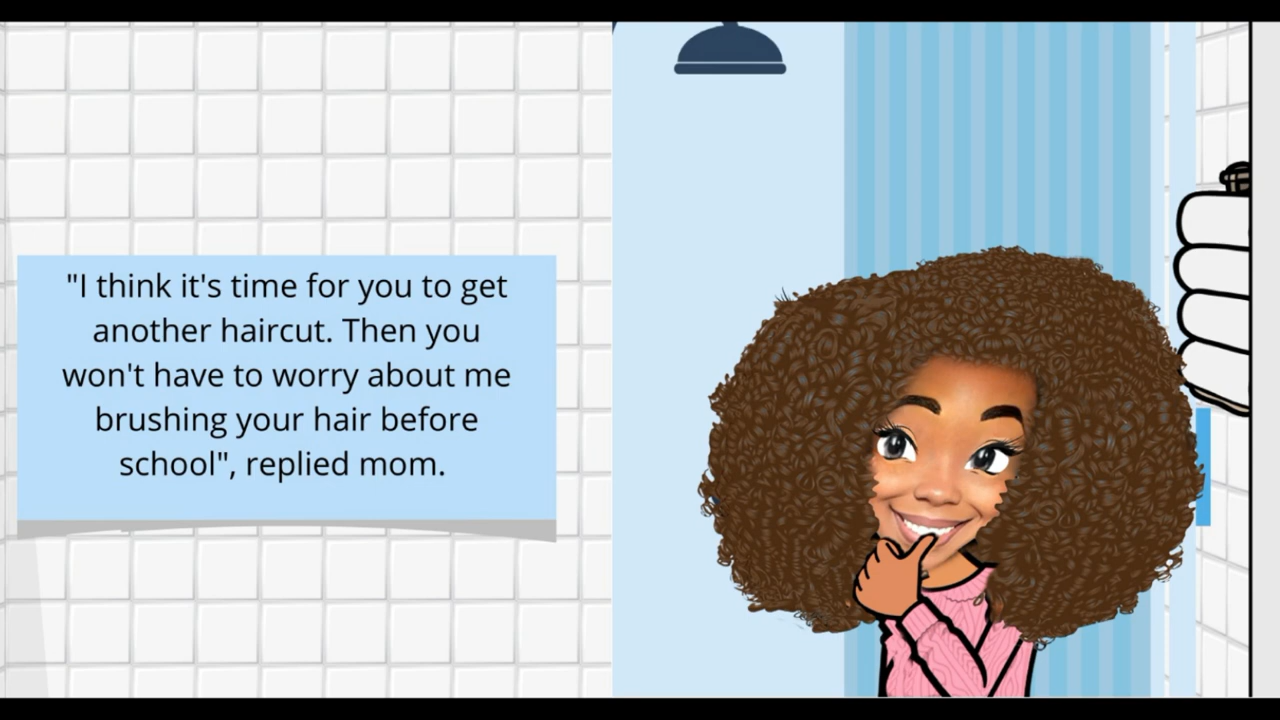 "I think it's time for you to get
another haircut. Then you
won't have to worry about me
brushing your hair before
school", replied mom.